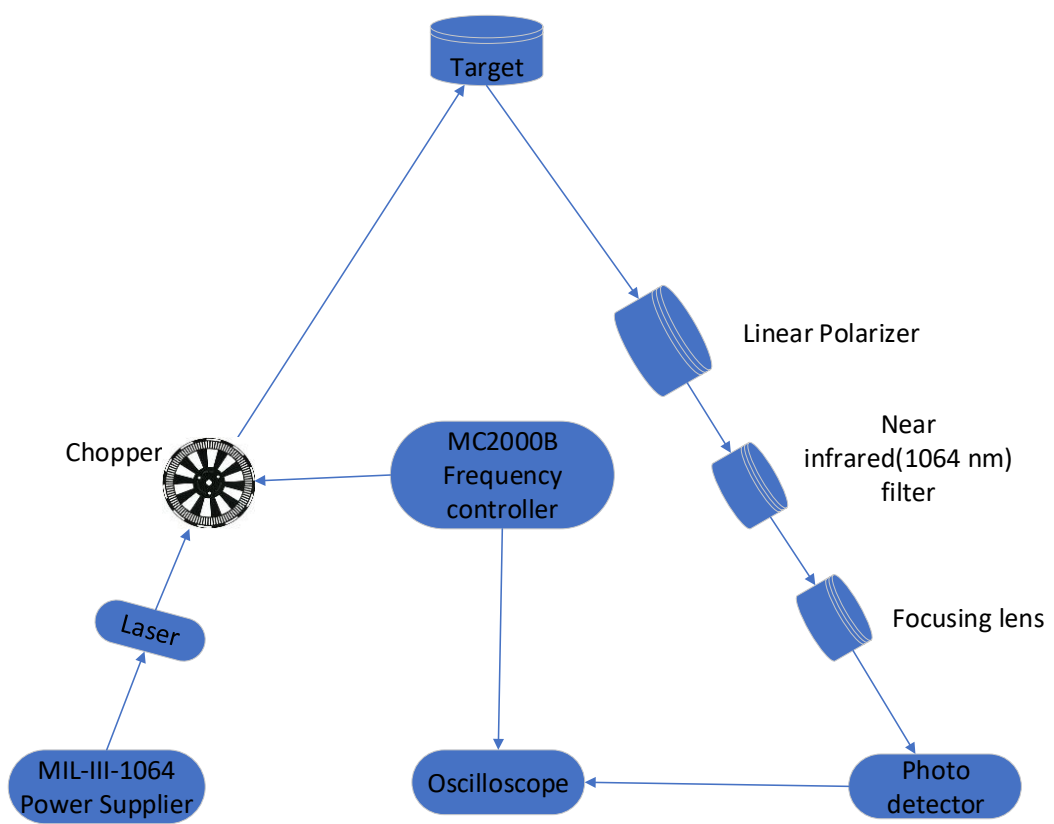 Target
Linear Polarizer
Chopper
MC2000B
Frequency
controller
Near
infrared(1064 nm)
filter
Laser
Focusing lens
MIL-III-1064
Power Supplier
Oscilloscope
Photo
detector